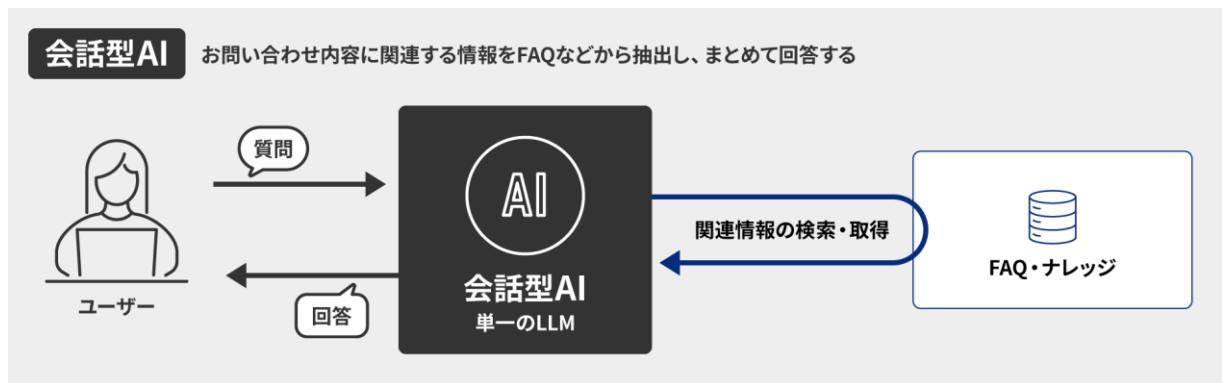 会話型AI
お問い合わせ内容に関連する情報をFAQなどから抽出し、まとめて回答する
質問
AI
関連情報の検索・取得
FAQ・ナレッジ
会話型AI
単一のLLM
ユーザー
回答